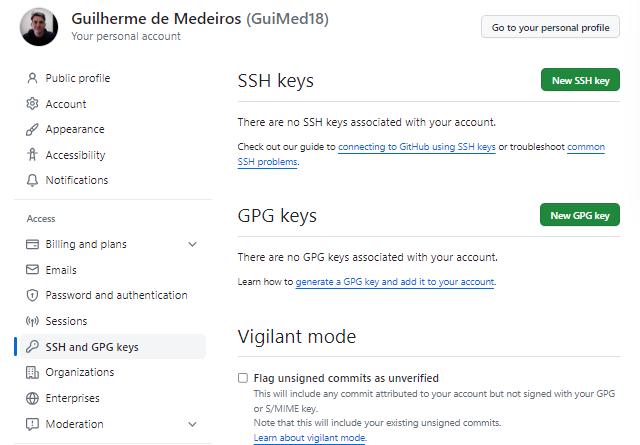 Guilherme de Medeiros (GuiMed18)
Your personal account
Go to your personal profile
Public profile
Account
Appearance
Accessibility
Notifications
Access
Billing and plans
Emails
Password and authentication
Sessions
SSH and GPG keys
Organizations
Enterprises
Moderation
SSH keys
New SSH key
There are no SSH keys associated with your account.
Check out our guide to connecting to GitHub using SSH keys or troubleshoot common
SSH problems.
GPG keys
New GPG key
There are no GPG keys associated with your account.
Learn how to generate a GPG key and add it to your account.
Vigilant mode
Flag unsigned commits as unverified
This will include any commit attributed to your account but not signed with your GPG
or S/MIME key.
Note that this will include your existing unsigned commits.
Learn about vigilant mode.